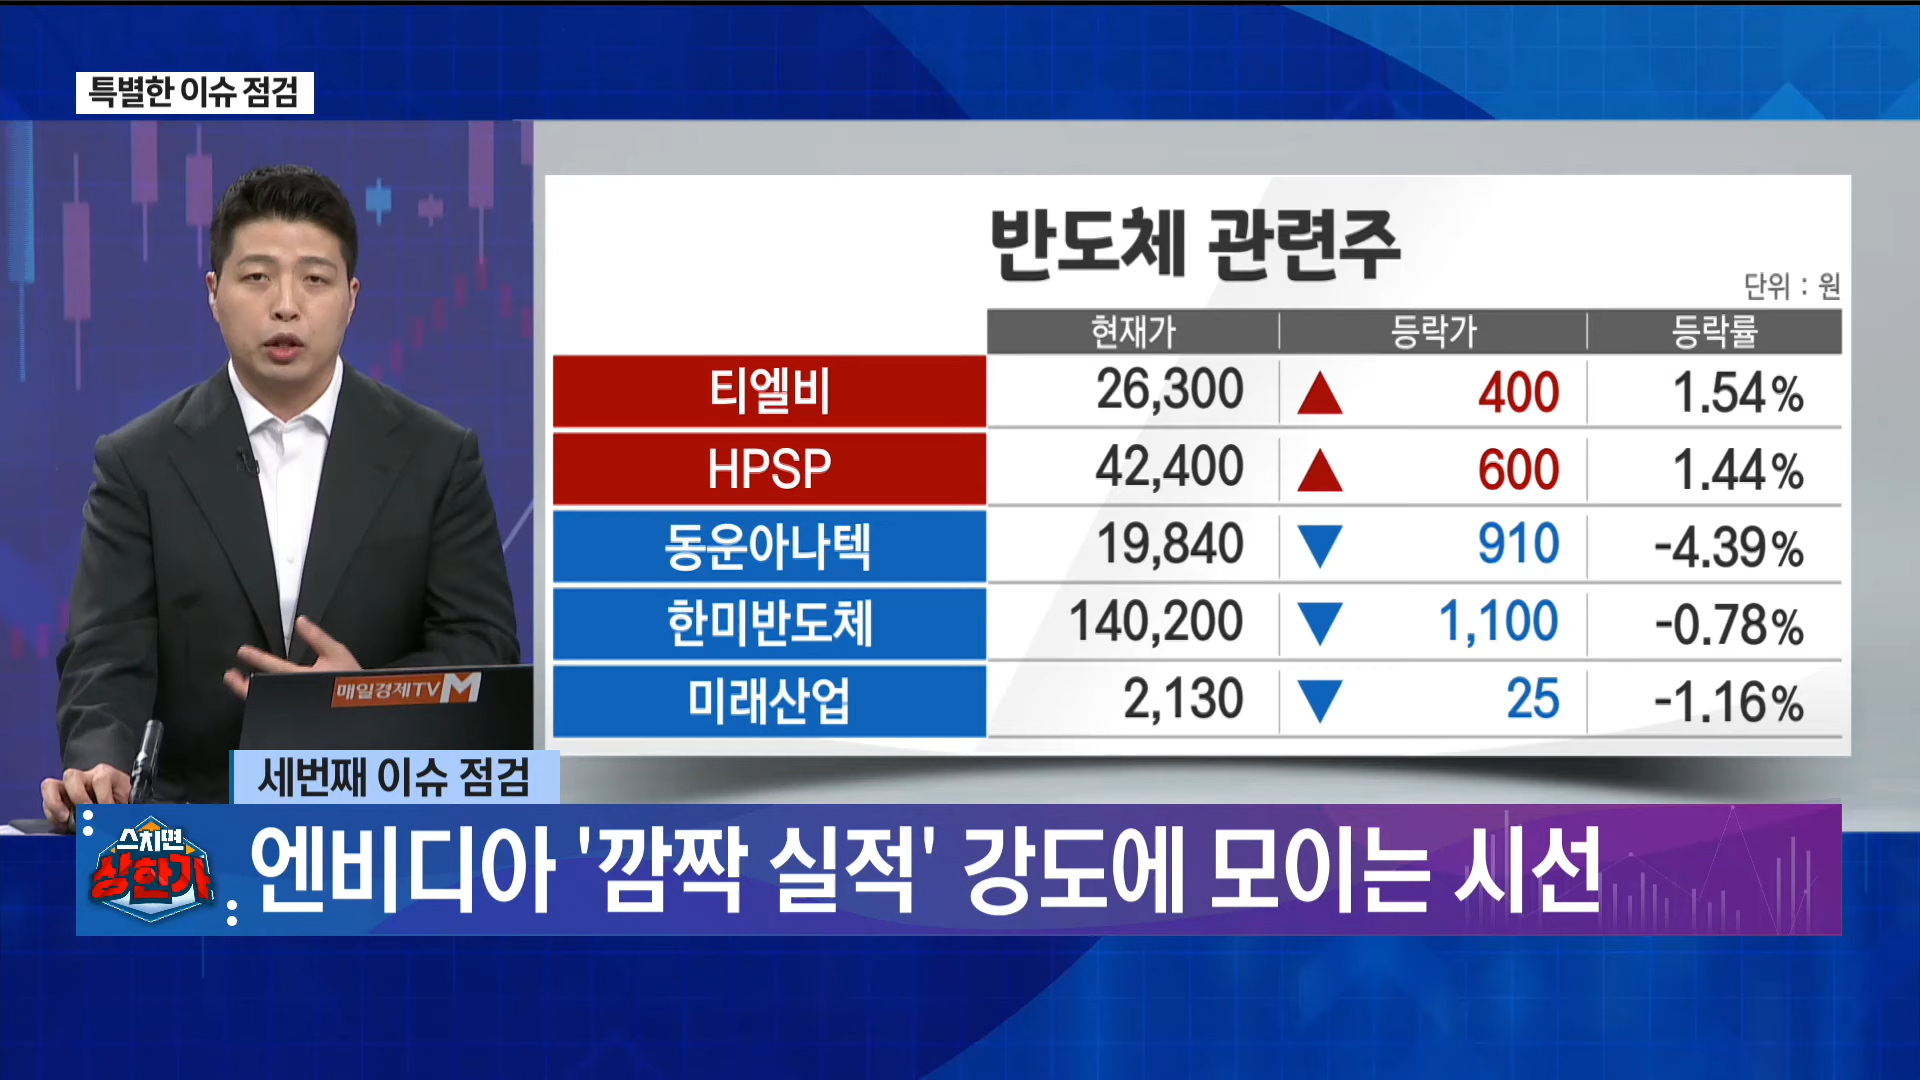 특별한 이슈 점검
반도체 관련주
단위 : 원
현재가 등락가 등락률
티엘비 26,300 ▲ 400 1.54%
HPSP 42,400 ▲ 600 1.44%
동운아나텍 19,840 ▼ 910 -4.39%
한미반도체 140,200 ▼ 1,100 -0.78%
미래산업 2,130 ▼ 25 -1.16%
매일경제TV M
세번째 이슈 점검
스치면
상한가
엔비디아 '깜짝 실적' 강도에 모이는 시선